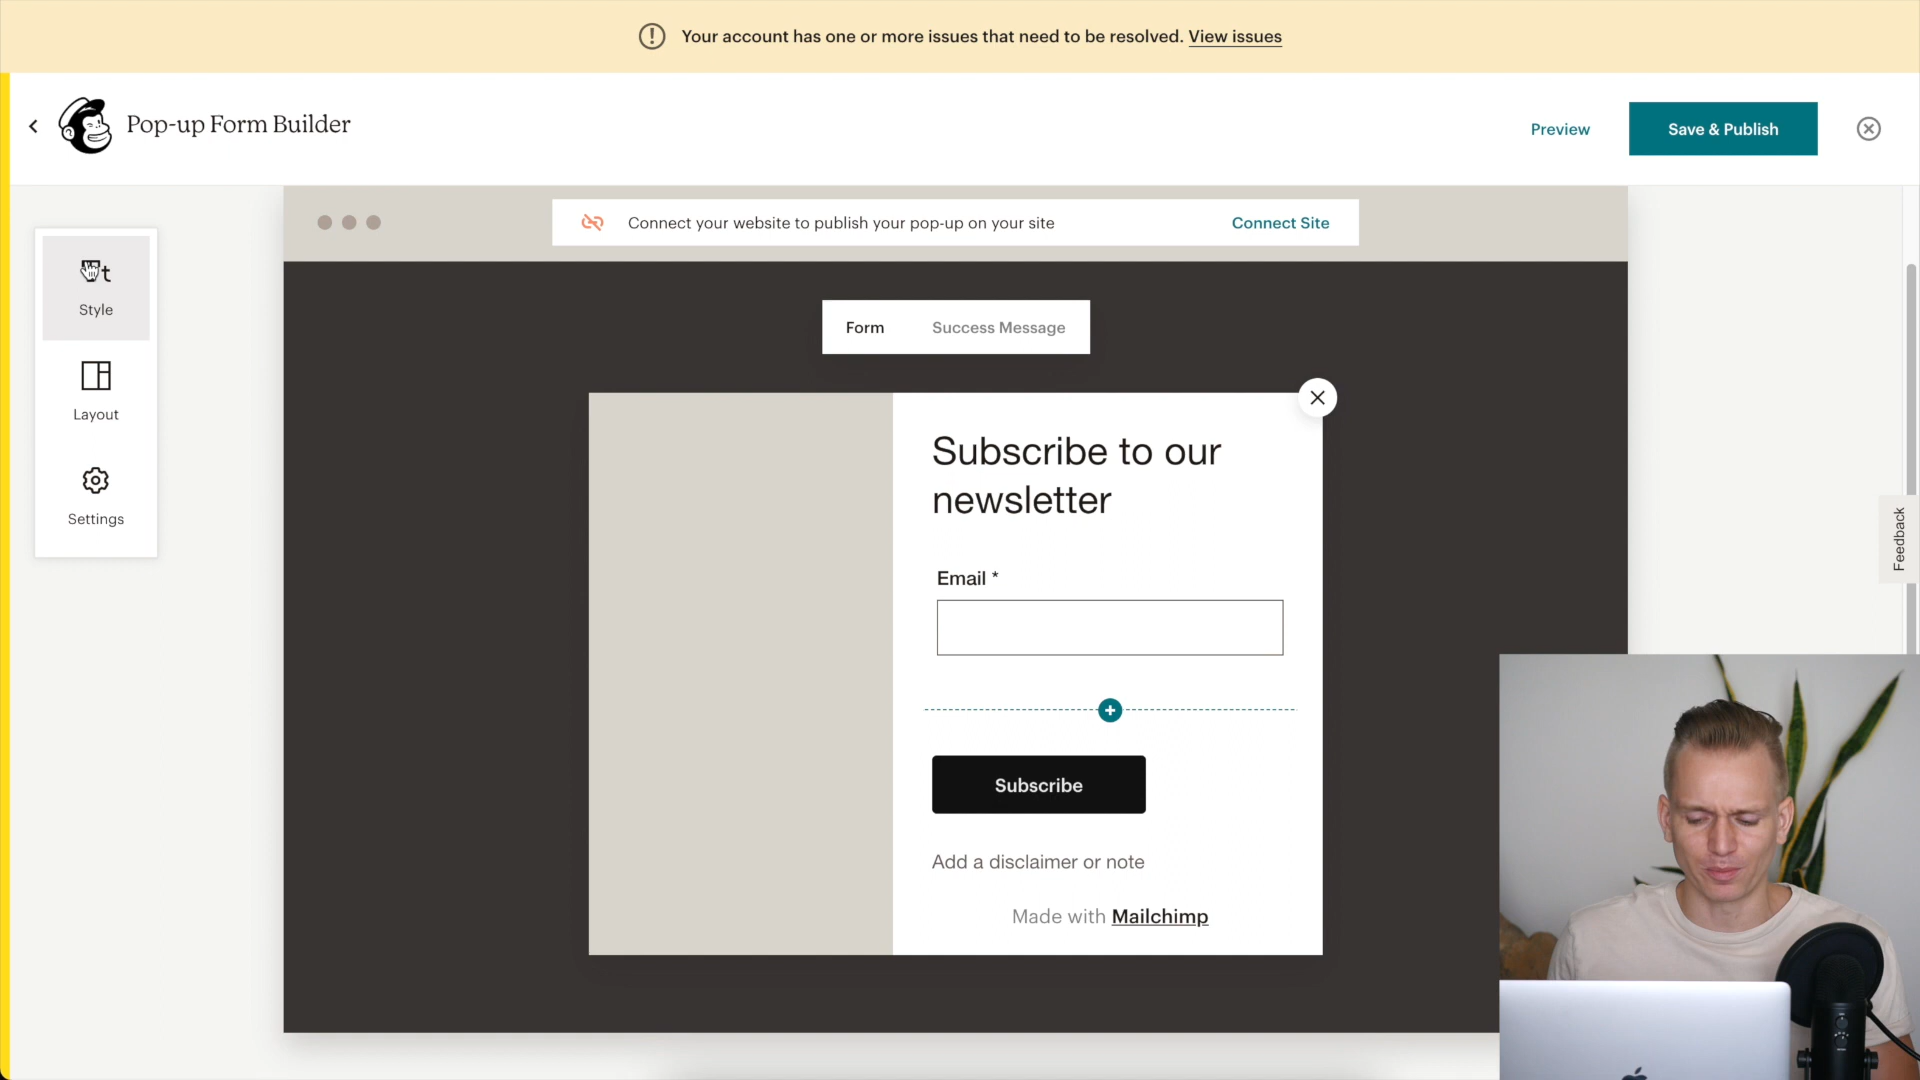 Your account has one or more issues that need to be resolved. View issues
Pop-up Form Builder
Preview
Save & Publish
Connect your website to publish your pop-up on your site
Connect Site
Style
Layout
Settings
Form
Success Message
Subscribe to our
newsletter
Email *
Subscribe
Add a disclaimer or note
Made with Mailchimp
Feedback